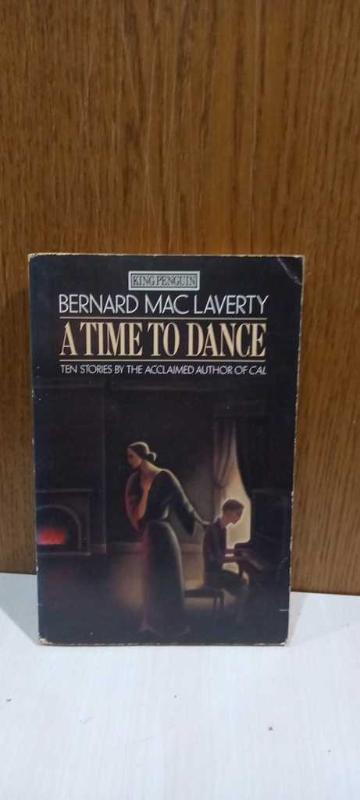 KING PENGUIN
BERNARD MAC LAVERTY
A TIME TO DANCE
TEN STORIES BY THE ACCLAIMED AUTHOR OF CAL